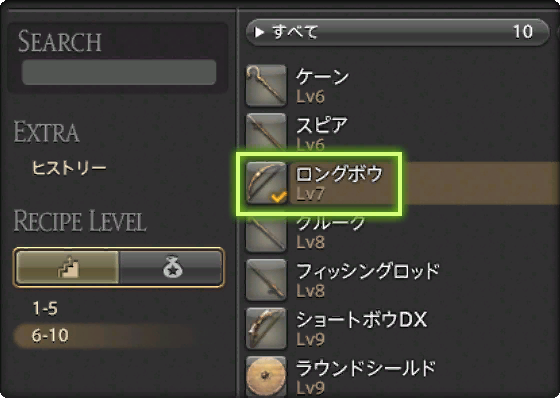 SEARCH
EXTRA
ヒストリー
RECIPE LEVEL
1-5
6-10
すべて 10
ケーン
Lv6
スピア
Lv6
ロングボウ
Lv7
クルーク
Lv8
フィッシングロッド
Lv8
ショートボウDX
Lv9
ラウンドシールド
Lv9